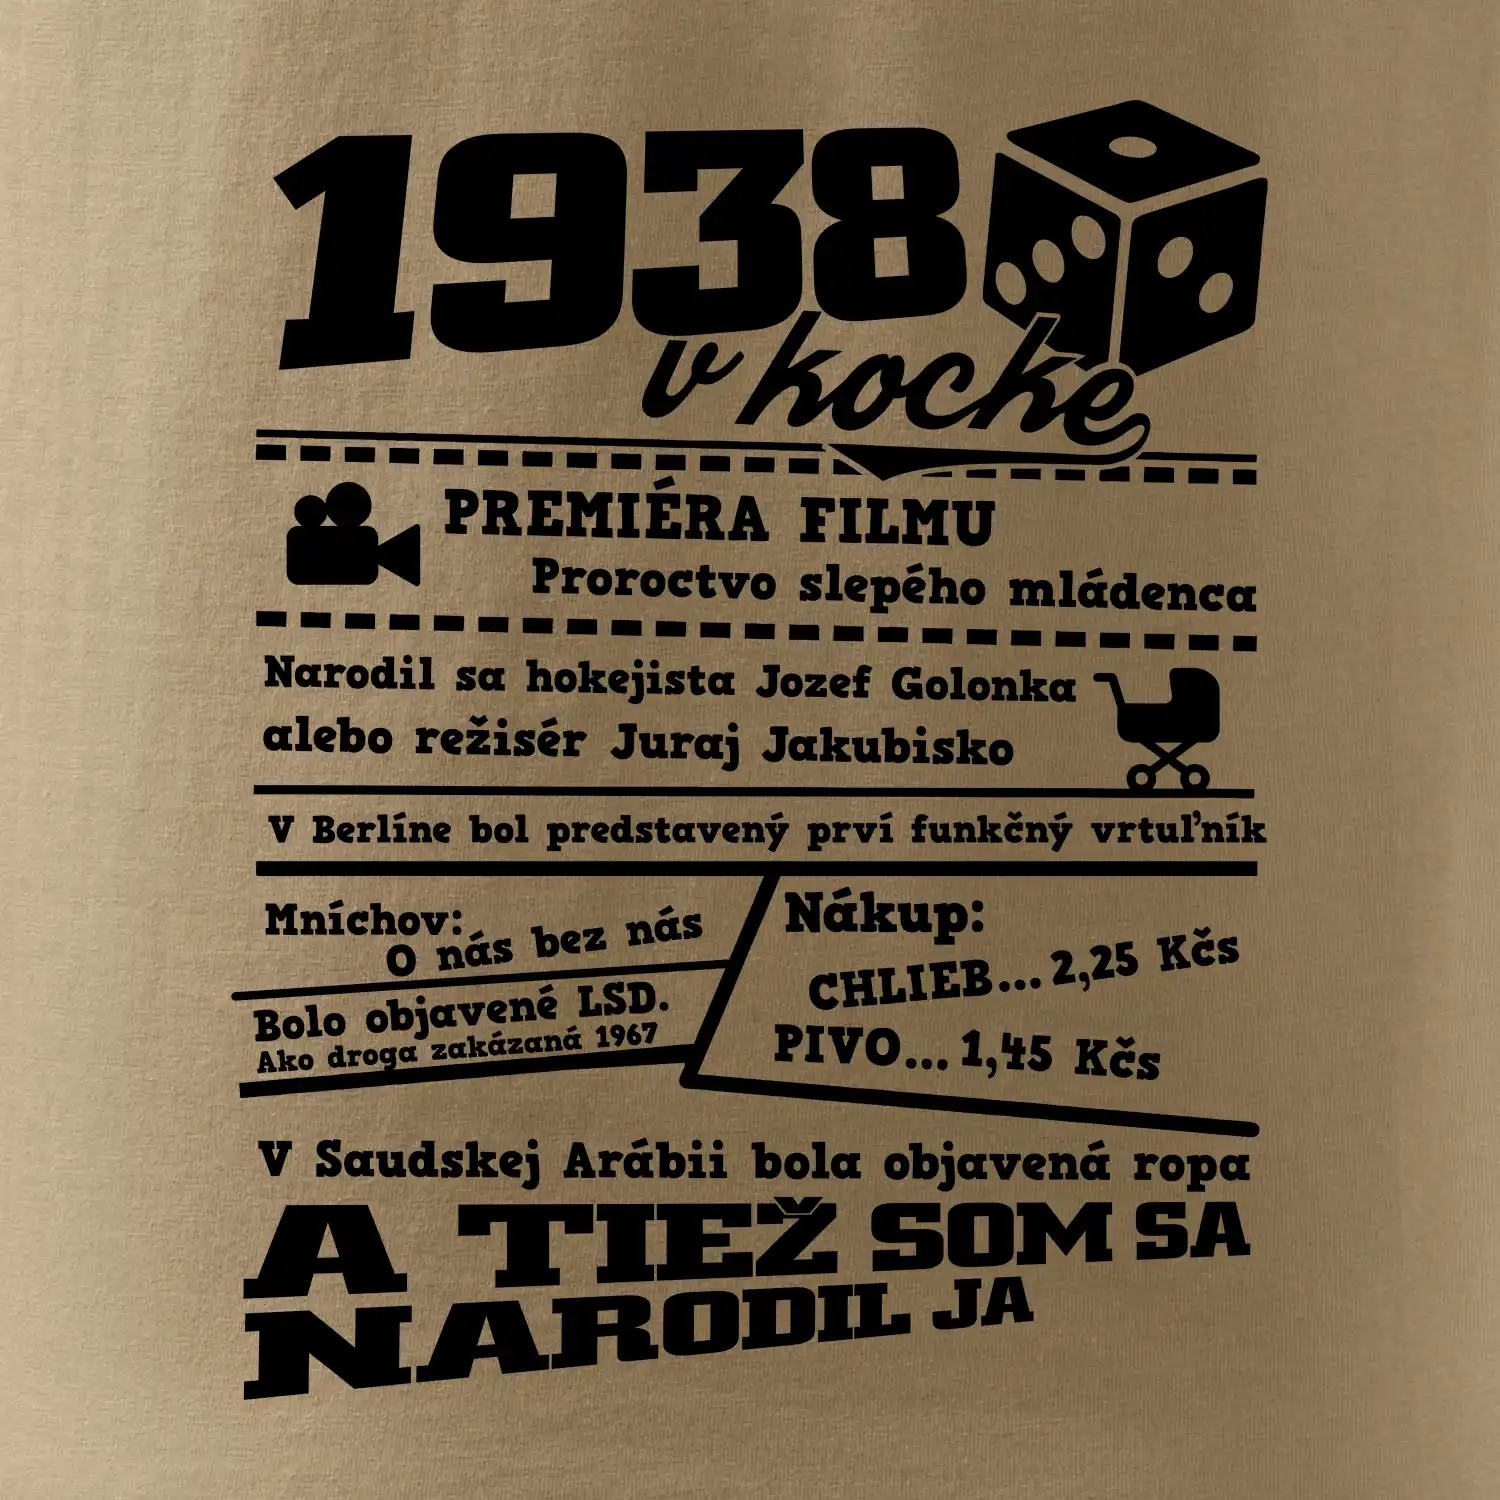 1938
v kocke
PREMIÉRA FILMU
Proroctvo slepého mládenca
Narodil sa hokejista Jozef Golonka
alebo režisér Juraj Jakubisko
V Berlíne bol predstavený prví funkčný vrtuľník
Mníchov:
O nás bez nás
Bolo objavené LSD.
Ako droga zakázaná 1967
Nákup:
CHLIEB...2,25 Kčs
PIVO...1,45 Kčs
V Saudskej Arábii bola objavená ropa
A TIEŽ SOM SA
NARODIL JA